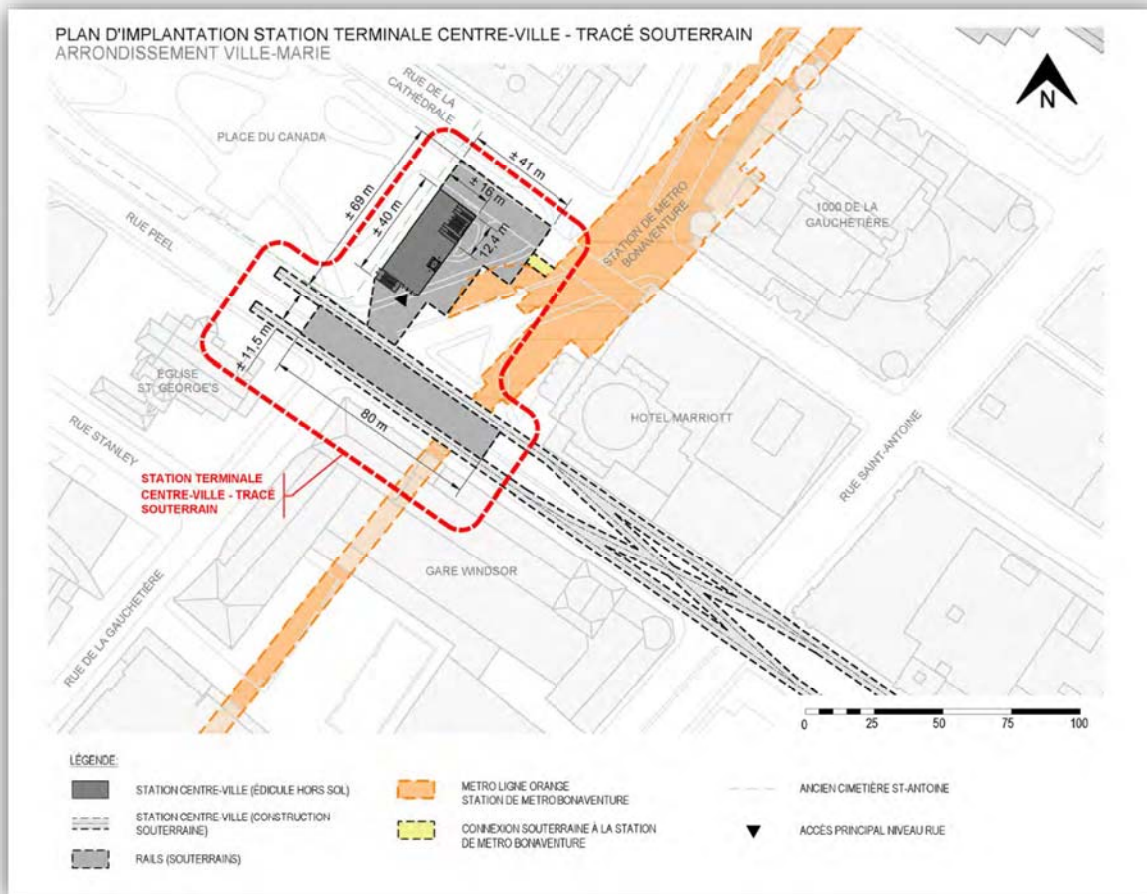 PLAN D'IMPLANTATION STATION TERMINALE CENTRE-VILLE - TRACÉ SOUTERRAIN
ARRONDISSEMENT VILLE-MARIE
N
RUE DE LA
CATHÉDRALE
PLACE DU CANADA
± 41 m
± 69 m
± 16 m
± 40 m
12,4 m
STATION DE METRO
BONAVENTURE
1000 DE LA
GAUCHETIÈRE
RUE PEEL
± 11,5 m
ÉGLISE
ST. GEORGE'S
80 m
HOTEL MARRIOTT
RUE STANLEY
RUE SAINT-ANTOINE
STATION TERMINALE
CENTRE-VILLE - TRACÉ
SOUTERRAIN
GARE WINDSOR
RUE DE LA GAUCHETIÈRE
0 25 50 75 100
LÉGENDE:
STATION CENTRE-VILLE (ÉDICULE HORS SOL)
STATION CENTRE-VILLE (CONSTRUCTION
SOUTERRAINE)
RAILS (SOUTERRAINS)
METRO LIGNE ORANGE
STATION DE METRO BONAVENTURE
CONNEXION SOUTERRAINE À LA STATION
DE METRO BONAVENTURE
ANCIEN CIMETIÈRE ST-ANTOINE
ACCÈS PRINCIPAL NIVEAU RUE